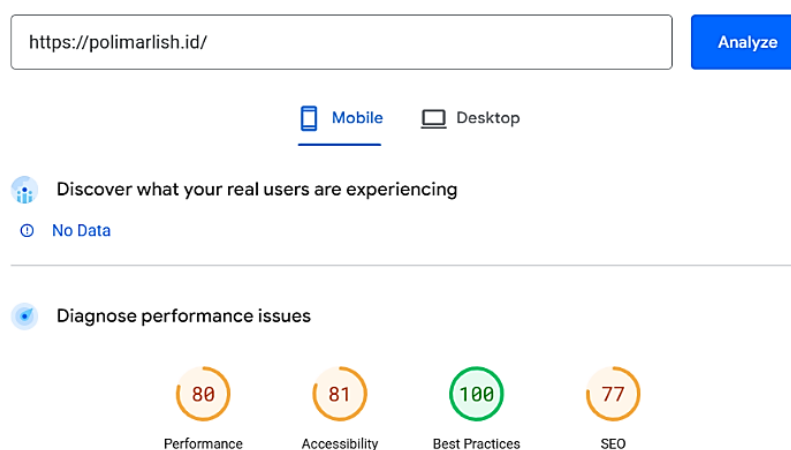 https://polimarlish.id/
Analyze
Mobile
Desktop
Discover what your real users are experiencing
No Data
Diagnose performance issues
80
81
100
77
Performance
Accessibility
Best Practices
SEO